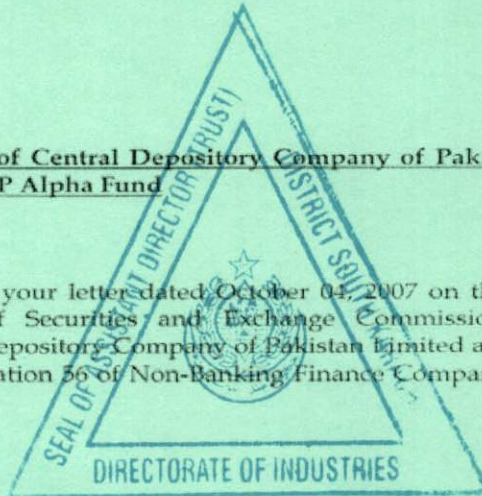 of Central Depository Company of Pak
P Alpha Fund
your letter dated October 04, 2007 on th
f Securities and Exchange Commissio
epository Company of Pakistan Limited a
ation 56 of Non-Banking Finance Compan
SEAL OF ASSTT DIRECTOR (TRUST)
DISTRICT SOUTH
DIRECTORATE OF INDUSTRIES